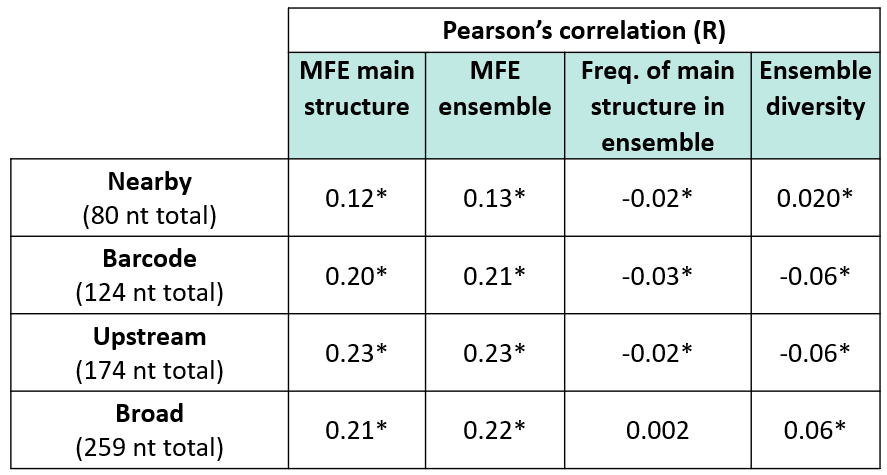 Pearson’s correlation (R)
MFE main structure
MFE ensemble
Freq. of main structure in ensemble
Ensemble diversity
Nearby
(80 nt total)
0.12*
0.13*
-0.02*
0.020*
Barcode
(124 nt total)
0.20*
0.21*
-0.03*
-0.06*
Upstream
(174 nt total)
0.23*
0.23*
-0.02*
-0.06*
Broad
(259 nt total)
0.21*
0.22*
0.002
0.06*